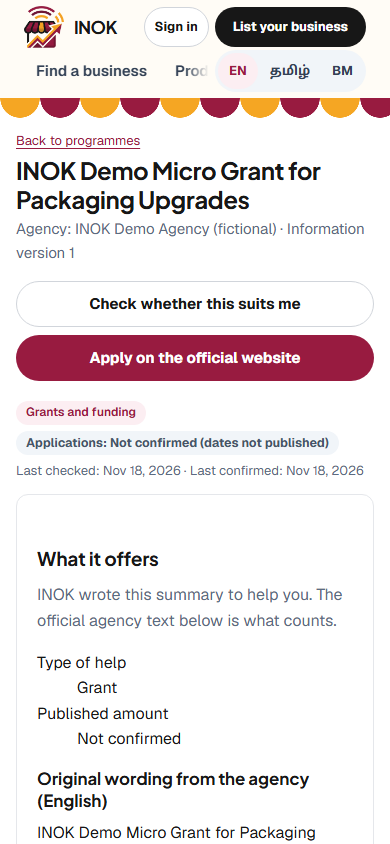 INOK
Sign in
List your business
Find a business
Prod
EN
தமிழ்
BM
Back to programmes
INOK Demo Micro Grant for
Packaging Upgrades
Agency: INOK Demo Agency (fictional) · Information
version 1
Check whether this suits me
Apply on the official website
Grants and funding
Applications: Not confirmed (dates not published)
Last checked: Nov 18, 2026 · Last confirmed: Nov 18, 2026
What it offers
INOK wrote this summary to help you. The
official agency text below is what counts.
Type of help
Grant
Published amount
Not confirmed
Original wording from the agency
(English)
INOK Demo Micro Grant for Packaging